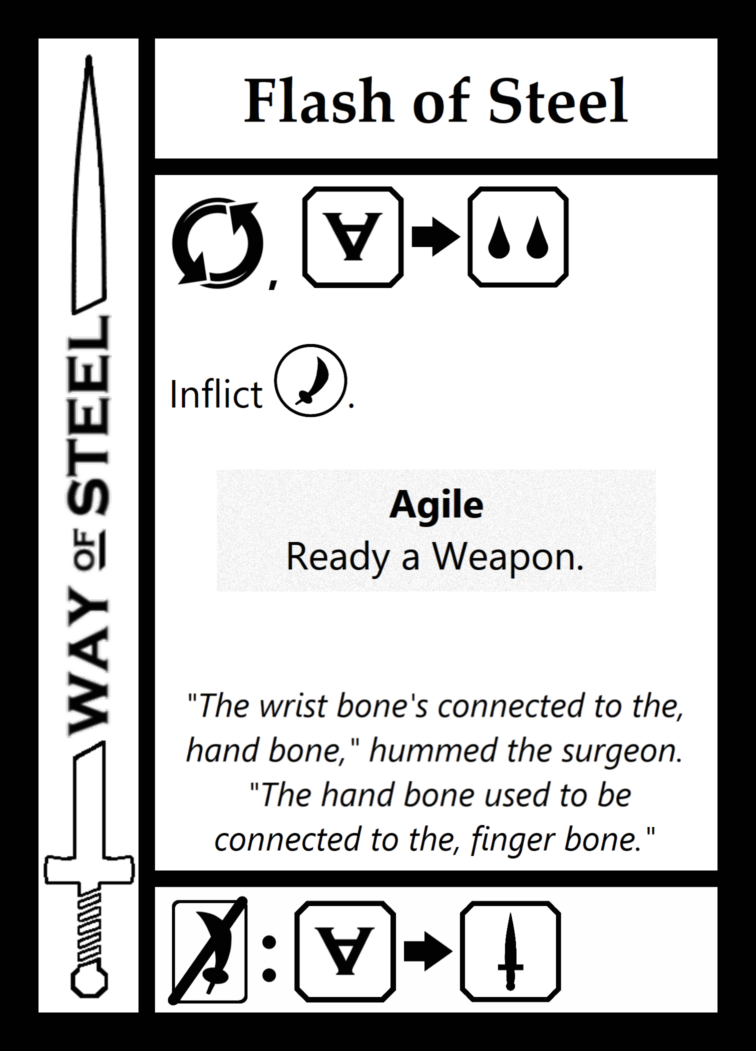 Flash of Steel
, ∀
Inflict .
Agile
Ready a Weapon.
"The wrist bone's connected to the,
hand bone," hummed the surgeon.
"The hand bone used to be
connected to the, finger bone."
: ∀
WAY OF STEEL